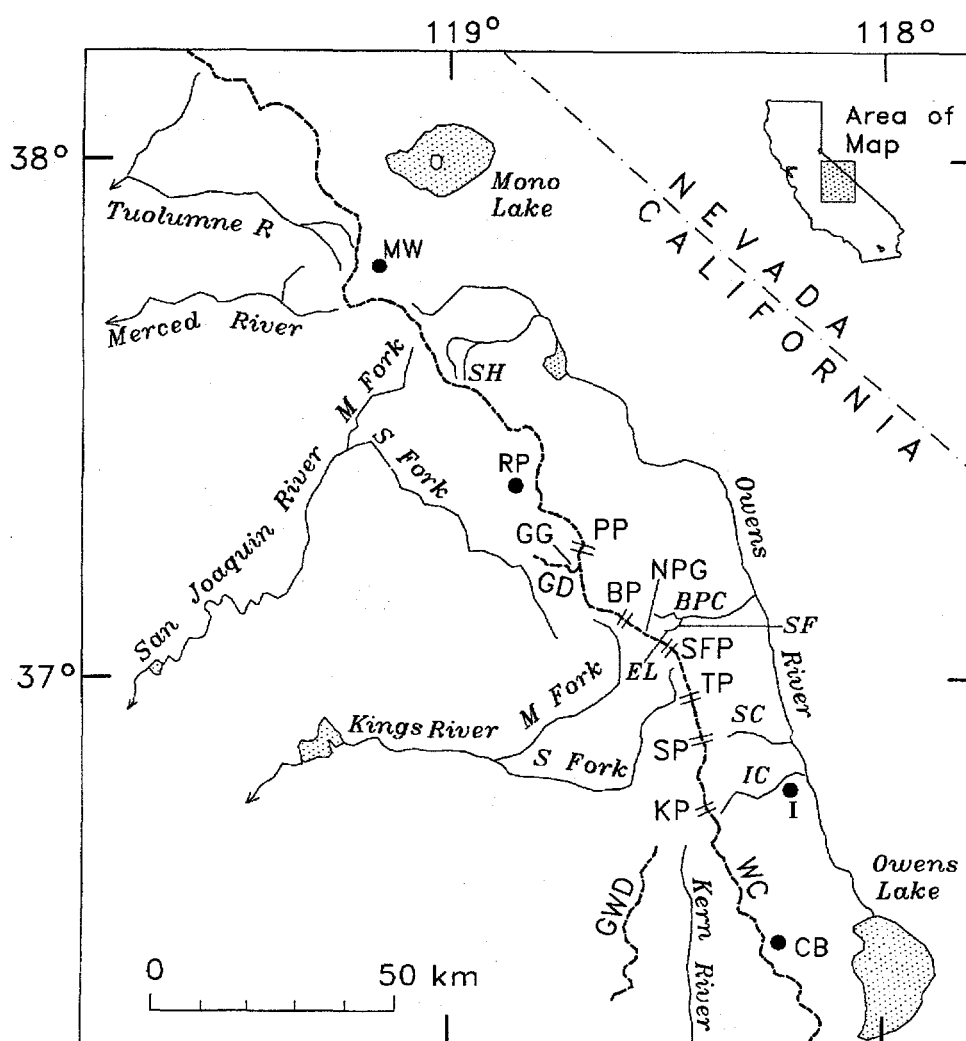 119°
118°
38°
37°
Area of
Map
NEVADA
CALIFORNIA
Mono
Lake
Tuolumne R
MW
Merced River
SH
M Fork
S Fork
San Joaquin River
RP
GG
PP
GD
BP
NPG
BPC
SF
EL
SFP
TP
Owens
River
M Fork
Kings River
S Fork
SC
SP
IC
I
KP
WC
GWD
Kern River
CB
Owens
Lake
0
50 km